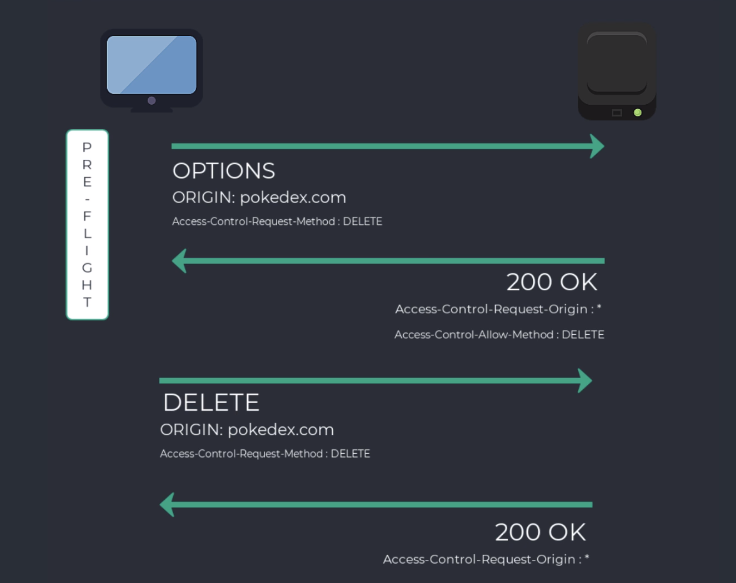 PRE-FLIGHT
OPTIONS
ORIGIN: pokedex.com
Access-Control-Request-Method : DELETE
200 OK
Access-Control-Request-Origin : *
Access-Control-Allow-Method : DELETE
DELETE
ORIGIN: pokedex.com
Access-Control-Request-Method : DELETE
200 OK
Access-Control-Request-Origin : *